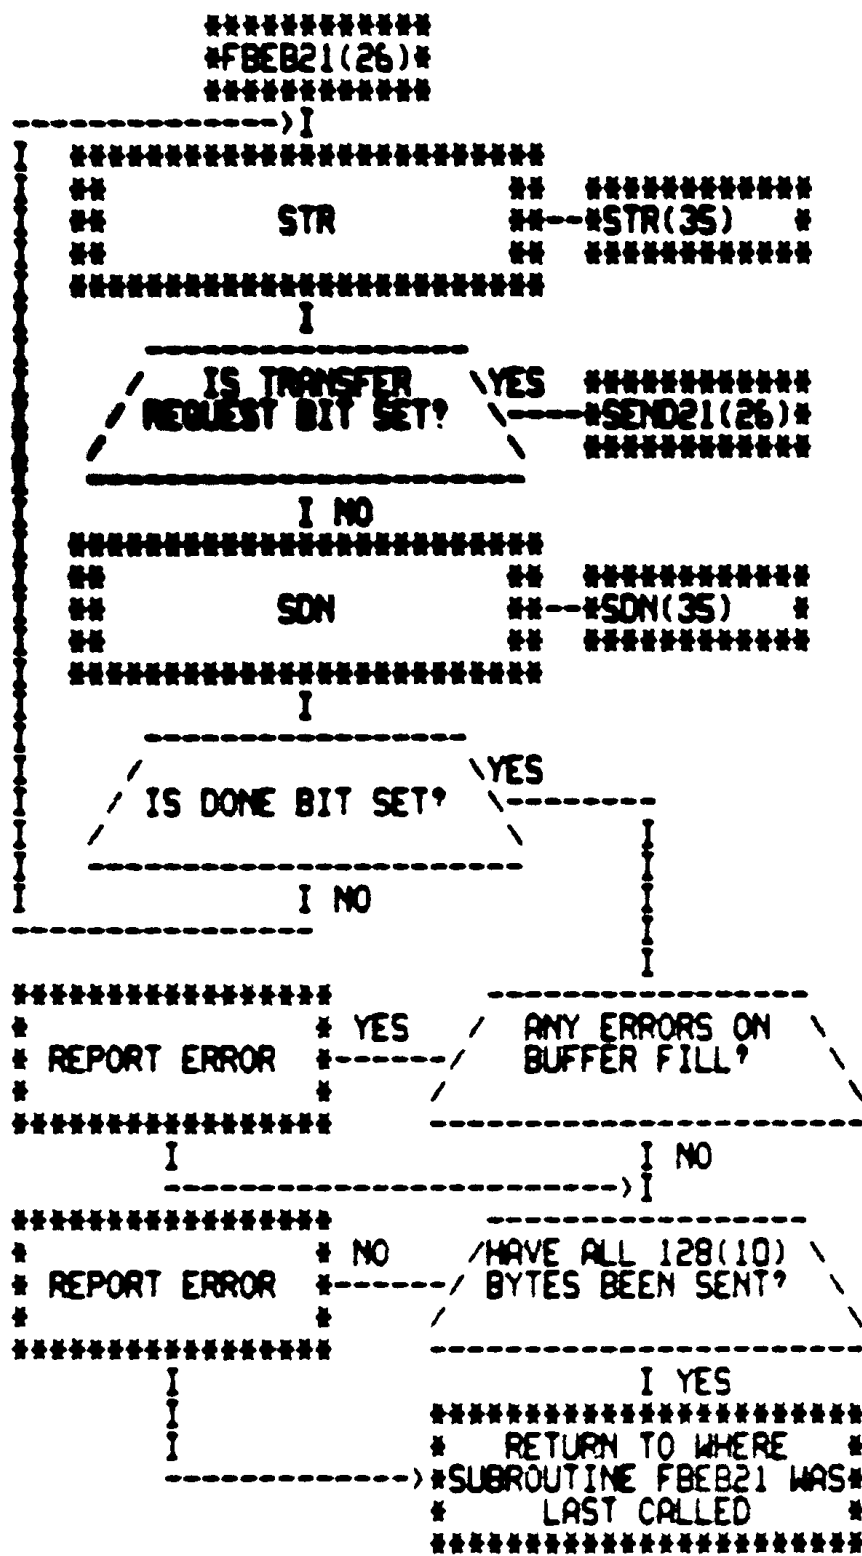 FBEB21(26)
STR
STR(35)
IS TRANSFER YES
REQUEST BIT SET?
SEND21(26)
NO
SDN
SDN(35)
YES
IS DONE BIT SET?
NO
YES ANY ERRORS ON
REPORT ERROR BUFFER FILL?
NO
NO HAVE ALL 128(10)
REPORT ERROR BYTES BEEN SENT?
YES
RETURN TO WHERE
SUBROUTINE FBEB21 WAS
LAST CALLED